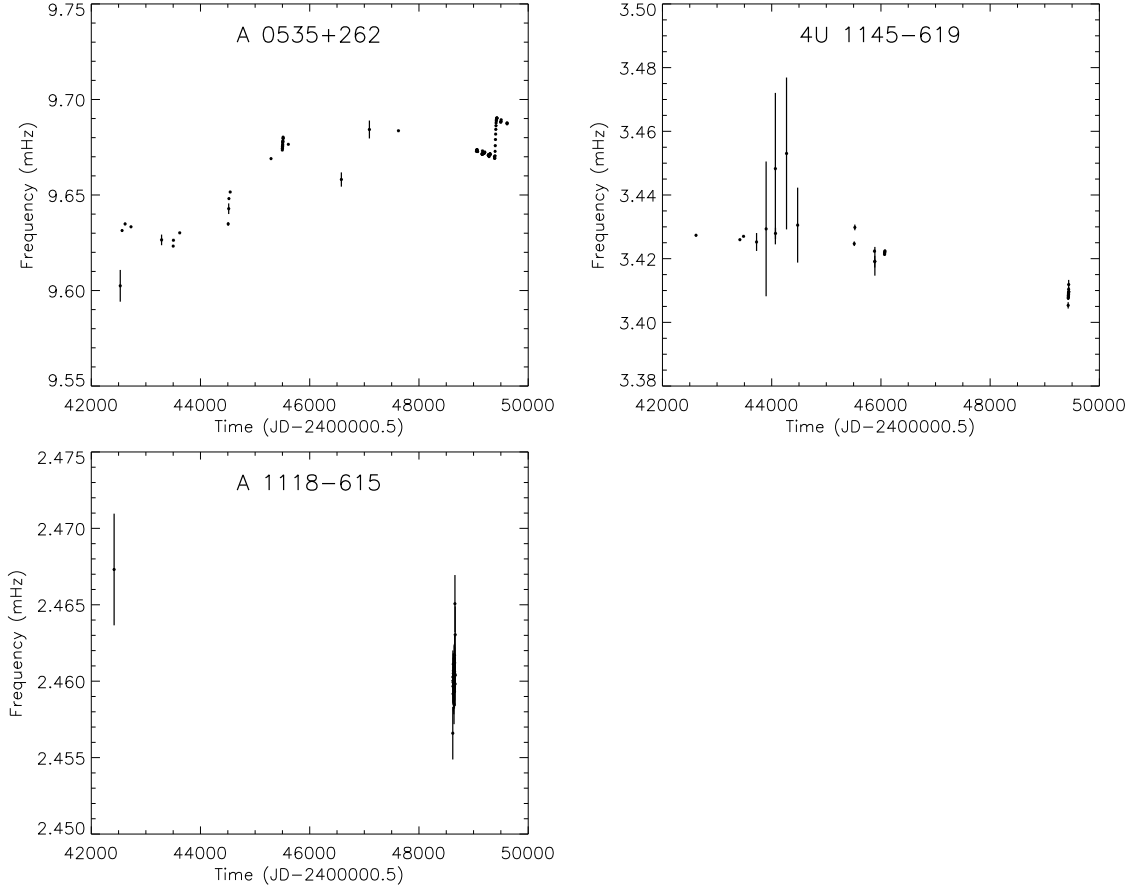 A 0535+262
9.75
9.70
9.65
9.60
9.55
Frequency (mHz)
42000 44000 46000 48000 50000
Time (JD-2400000.5)
4U 1145-619
3.50
3.48
3.46
3.44
3.42
3.40
3.38
Frequency (mHz)
42000 44000 46000 48000 50000
Time (JD-2400000.5)
A 1118-615
2.475
2.470
2.465
2.460
2.455
2.450
Frequency (mHz)
42000 44000 46000 48000 50000
Time (JD-2400000.5)